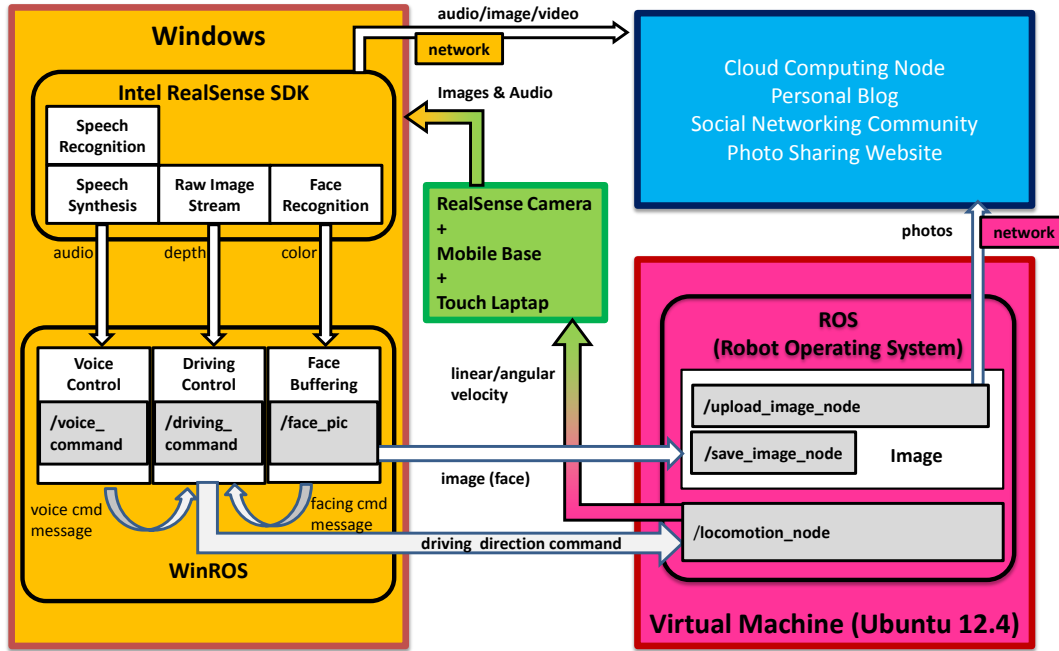 Windows
audio/image/video
network
Intel RealSense SDK
Speech
Recognition
Speech
Synthesis
Raw Image
Stream
Face
Recognition
Images & Audio
Cloud Computing Node
Personal Blog
Social Networking Community
Photo Sharing Website
RealSense Camera
+
Mobile Base
+
Touch Laptap
audio
depth
color
photos
network
Voice
Control
Driving
Control
Face
Buffering
/voice_
command
/driving_
command
/face_pic
linear/angular
velocity
ROS
(Robot Operating System)
/upload_image_node
/save_image_node
Image
image (face)
voice cmd
message
facing cmd
message
driving direction command
/locomotion_node
WinROS
Virtual Machine (Ubuntu 12.4)